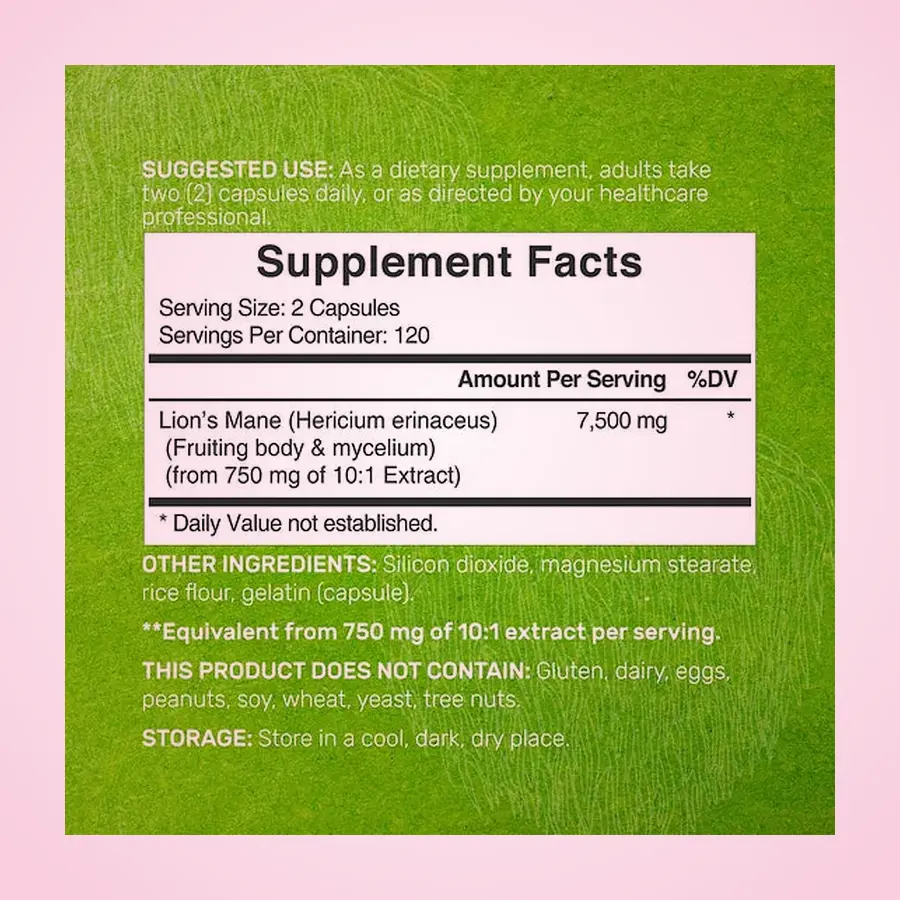 SUGGESTED USE: As a dietary supplement, adults take
two (2) capsules daily, or as directed by your healthcare
professional.
Supplement Facts
Serving Size: 2 Capsules
Servings Per Container: 120
Amount Per Serving %DV
Lion's Mane (Hericium erinaceus) 7,500 mg *
(Fruiting body & mycelium)
(from 750 mg of 10:1 Extract)
* Daily Value not established.
OTHER INGREDIENTS: Silicon dioxide, magnesium stearate,
rice flour, gelatin (capsule).
**Equivalent from 750 mg of 10:1 extract per serving.
THIS PRODUCT DOES NOT CONTAIN: Gluten, dairy, eggs,
peanuts, soy, wheat, yeast, tree nuts.
STORAGE: Store in a cool, dark, dry place.